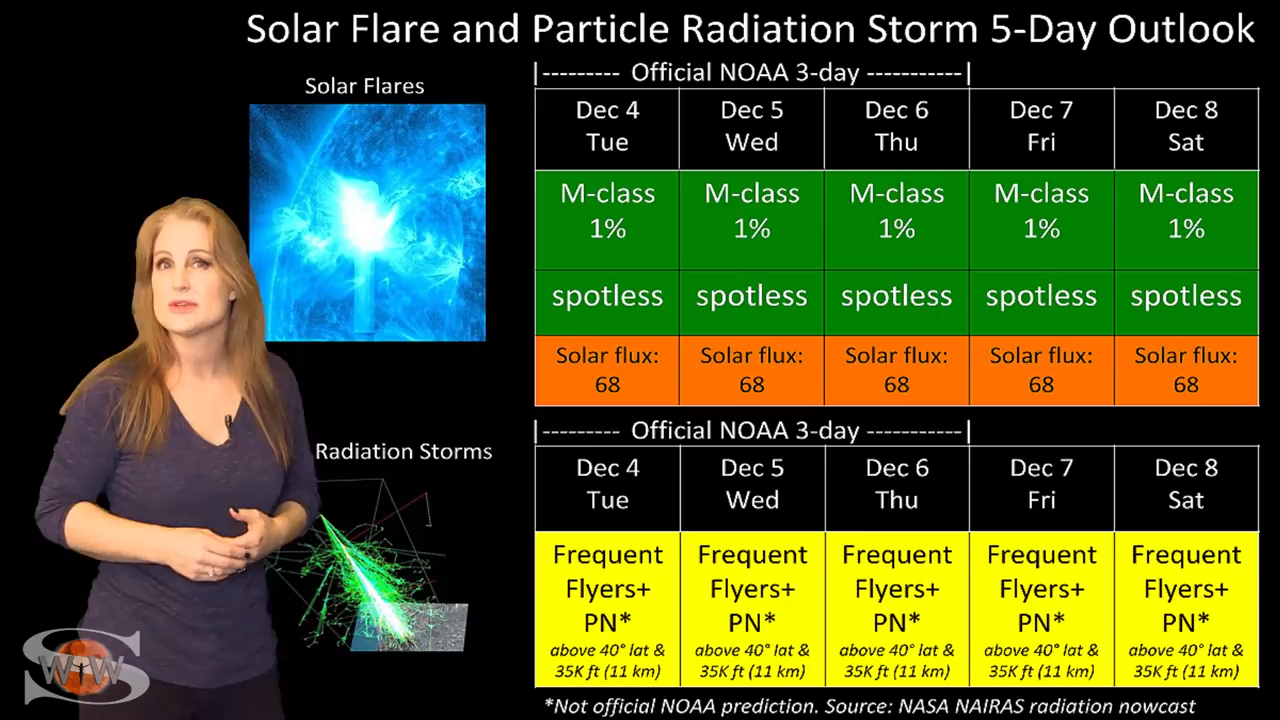 Solar Flare and Particle Radiation Storm 5-Day Outlook
Solar Flares
|--------- Official NOAA 3-day -----------|
Dec 4 Dec 5 Dec 6 Dec 7 Dec 8
Tue Wed Thu Fri Sat
M-class M-class M-class M-class M-class
1% 1% 1% 1% 1%
spotless spotless spotless spotless spotless
Solar flux: Solar flux: Solar flux: Solar flux: Solar flux:
68 68 68 68 68
Radiation Storms
|--------- Official NOAA 3-day -----------|
Dec 4 Dec 5 Dec 6 Dec 7 Dec 8
Tue Wed Thu Fri Sat
Frequent Frequent Frequent Frequent Frequent
Flyers+ Flyers+ Flyers+ Flyers+ Flyers+
PN* PN* PN* PN* PN*
above 40° lat & above 40° lat & above 40° lat & above 40° lat & above 40° lat &
35K ft (11 km) 35K ft (11 km) 35K ft (11 km) 35K ft (11 km) 35K ft (11 km)
*Not official NOAA prediction. Source: NASA NAIRAS radiation nowcast
SWW